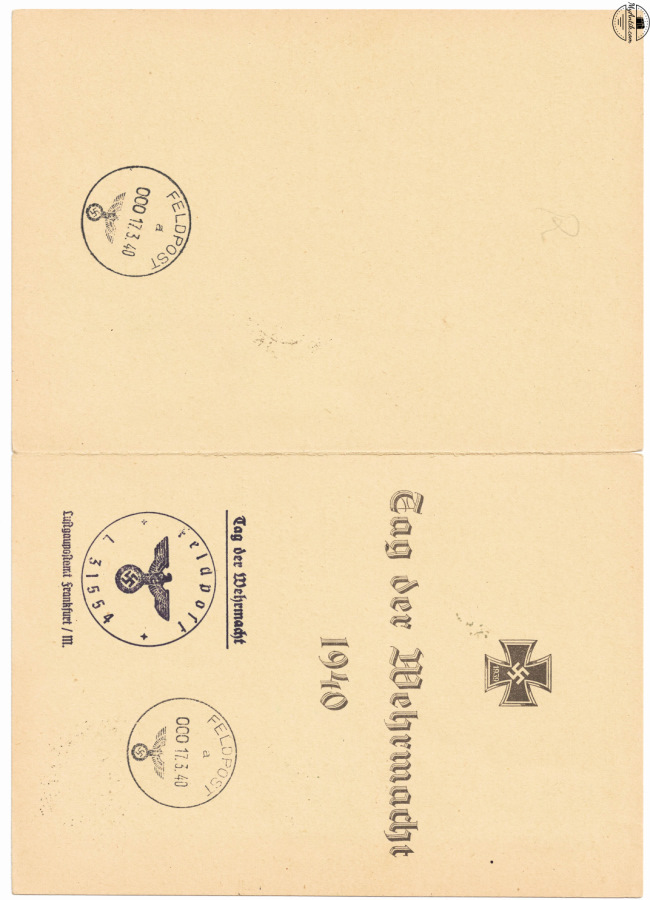 FELDPOST
a
000 17.3.40
Tag der Wehrmacht
1940
1939
Tag der Wehrmacht
Feldpost
L 31554
Luftgaupostamt Frankfurt / M.
FELDPOST
a
000 17.3.40